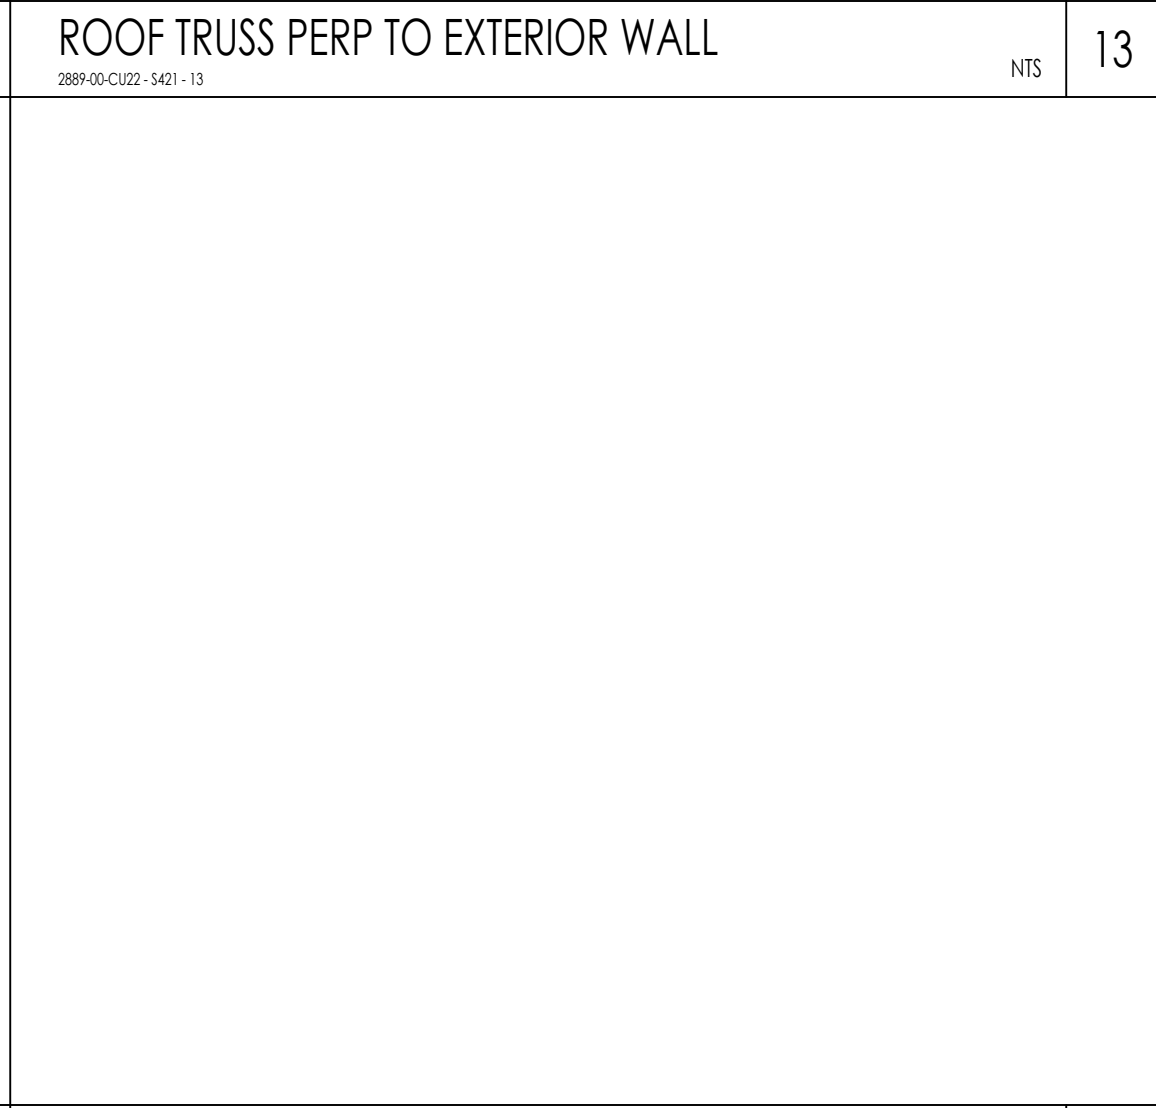 ROOF TRUSS PERP TO EXTERIOR WALL
2889-00-CU22 - S421 - 13
NTS
13